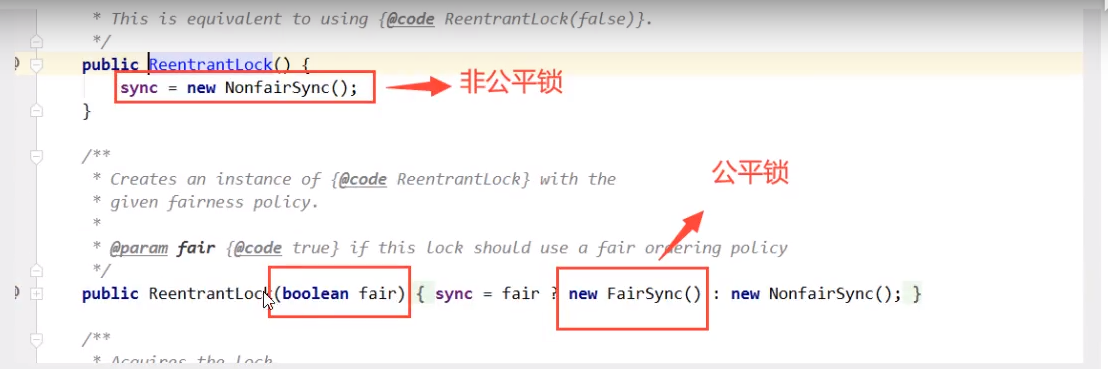 * This is equivalent to using {@code ReentrantLock(false)}.
*/
public ReentrantLock() {
sync = new NonfairSync();
非公平锁
}
/**
公平锁
* Creates an instance of {@code ReentrantLock} with the
* given fairness policy.
*
* @param fair {@code true} if this lock should use a fair ordering policy
*/
public ReentrantLock(boolean fair) { sync = fair ? new FairSync() : new NonfairSync(); }
/**
* Acquires the lock